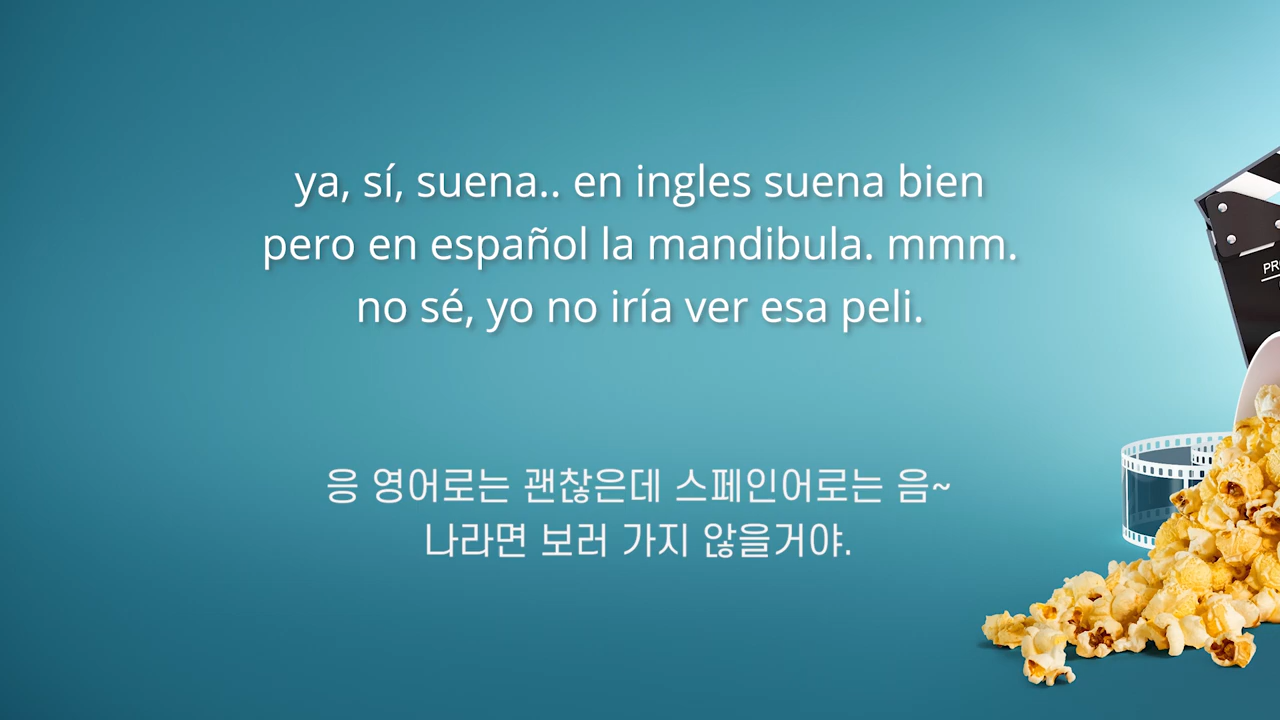 ya, sí, suena.. en ingles suena bien
pero en español la mandibula. mmm.
no sé, yo no iría ver esa peli.
응 영어로는 괜찮은데 스페인어로는 음~
나라면 보러 가지 않을거야.